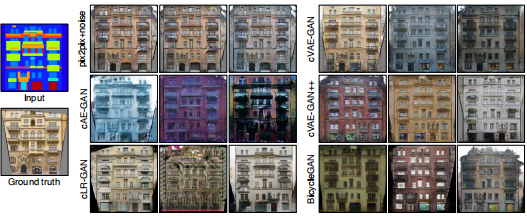 Input
Ground truth
pix2pix+noise
cAE-GAN
cLR-GAN
cVAE-GAN
cVAE-GAN++
BicycleGAN